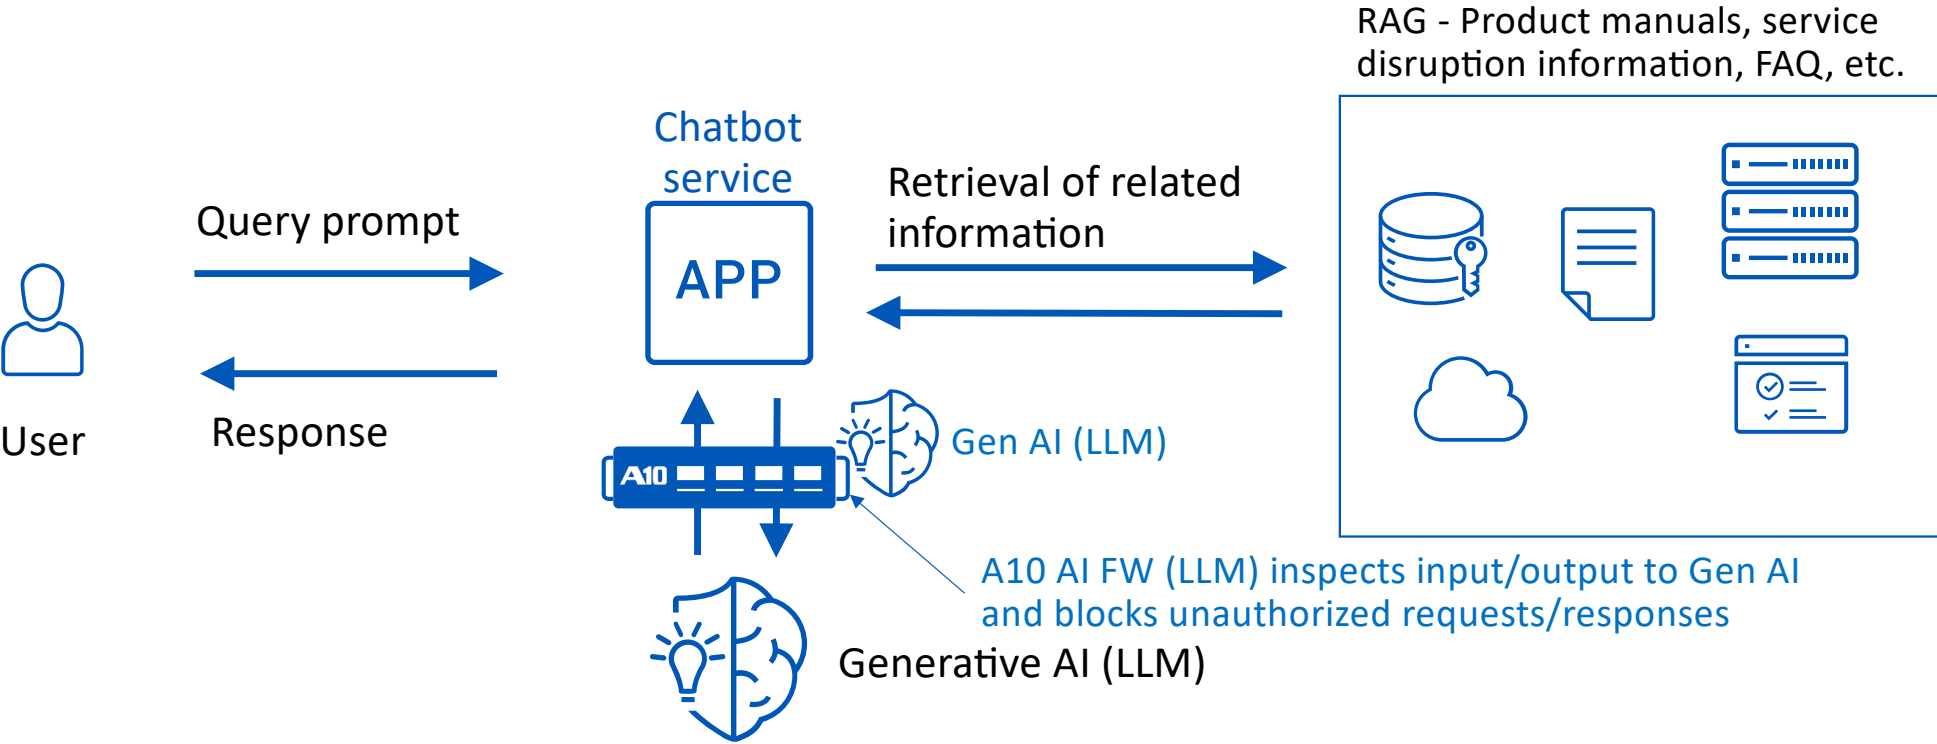 RAG - Product manuals, service
disruption information, FAQ, etc.
Chatbot
service
Retrieval of related
information
Query prompt
APP
User
Response
Gen AI (LLM)
A10
A10 AI FW (LLM) inspects input/output to Gen AI
and blocks unauthorized requests/responses
Generative AI (LLM)